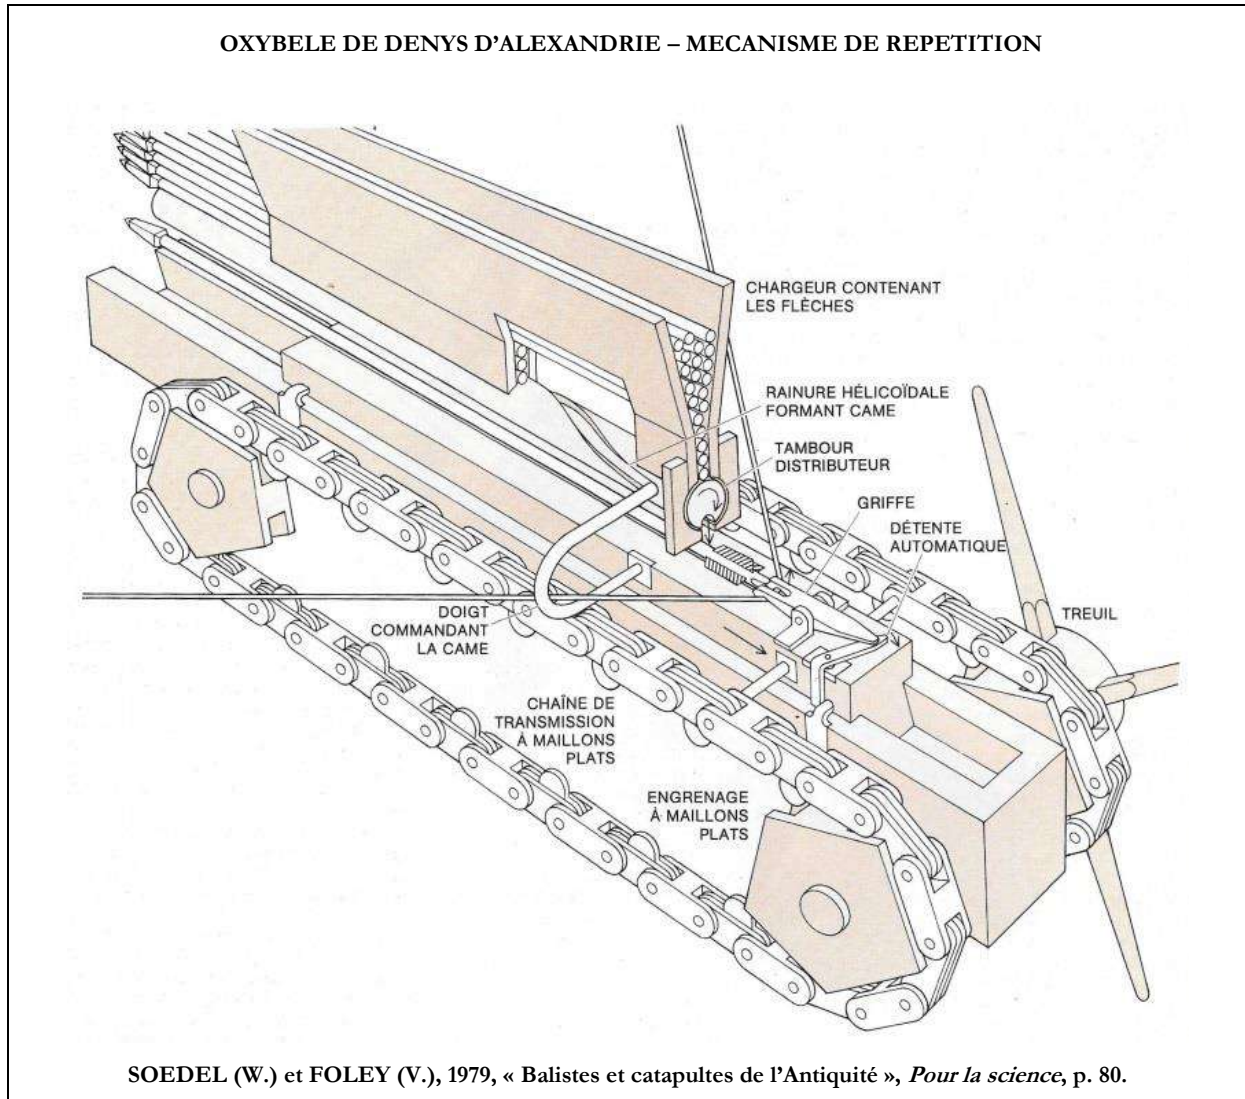 OXYBELE DE DENYS D'ALEXANDRIE – MECANISME DE REPETITION
CHARGEUR CONTENANT
LES FLÈCHES
RAINURE HÉLICOÏDALE
FORMANT CAME
TAMBOUR
DISTRIBUTEUR
GRIFFE
DÉTENTE
AUTOMATIQUE
TREUIL
DOIGT
COMMANDANT
LA CAME
CHAÎNE DE
TRANSMISSION
À MAILLONS
PLATS
ENGRENAGE
À MAILLONS
PLATS
SOEDEL (W.) et FOLEY (V.), 1979, « Balistes et catapultes de l'Antiquité », Pour la science, p. 80.